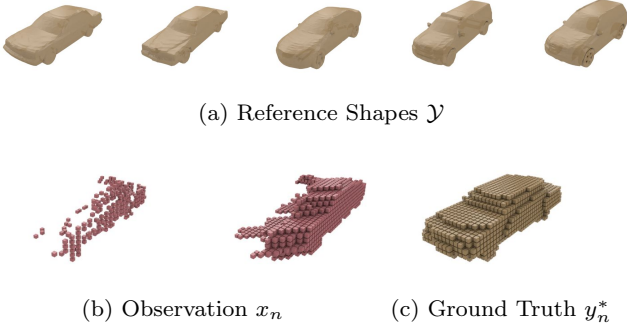 (a) Reference Shapes 𝒴
(b) Observation xₙ
(c) Ground Truth yₙ*